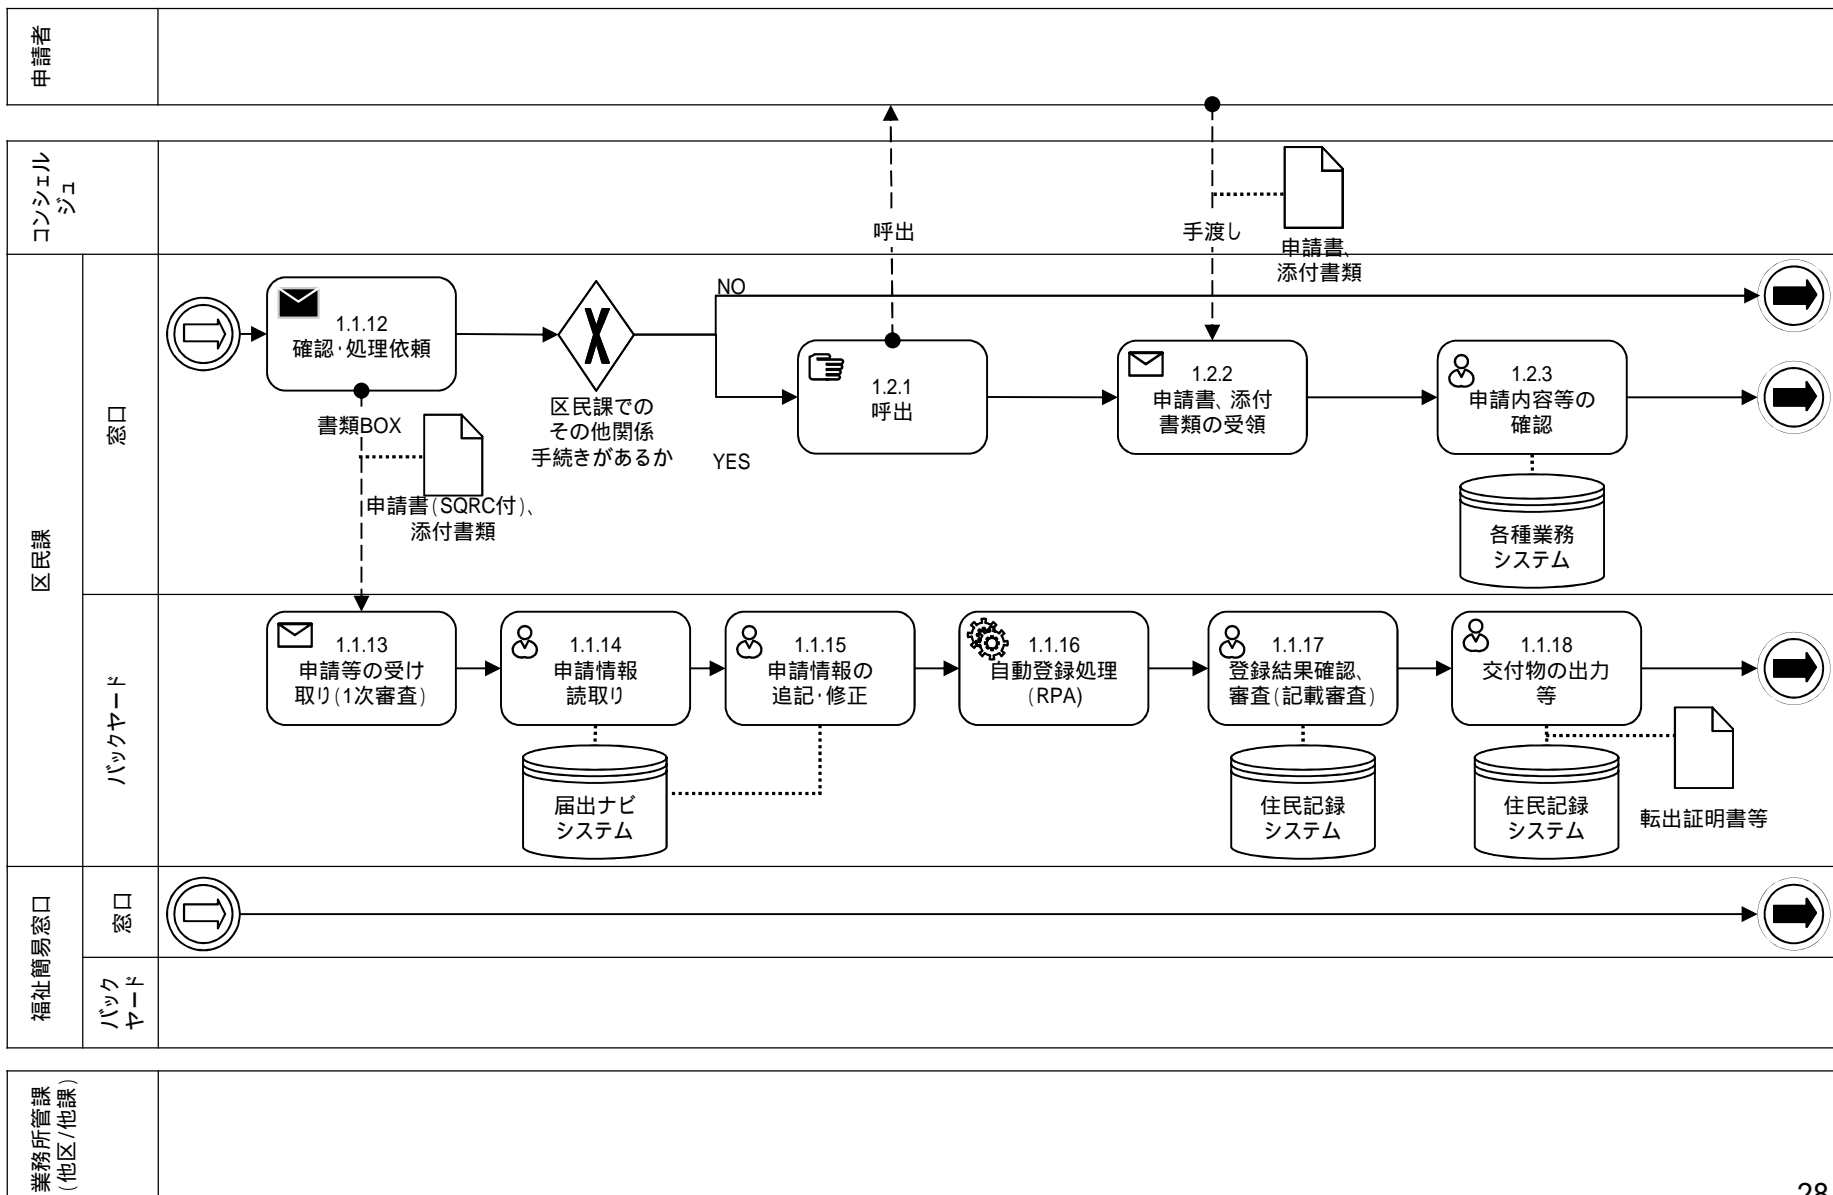 申請者
コンシェル
ジュ
呼出
手渡し
申請書、
添付書類
区民課
窓口
1.1.12
確認・処理依頼
書類BOX
申請書(SQRC付)、
添付書類
区民課での
その他関係
手続きがあるか
NO
YES
1.2.1
呼出
1.2.2
申請書、添付
書類の受領
1.2.3
申請内容等の
確認
各種業務
システム
バックヤード
1.1.13
申請等の受け
取り(1次審査)
1.1.14
申請情報
読取り
1.1.15
申請情報の
追記・修正
1.1.16
自動登録処理
(RPA)
1.1.17
登録結果確認、
審査(記載審査)
1.1.18
交付物の出力
等
届出ナビ
システム
住民記録
システム
住民記録
システム
転出証明書等
福祉簡易窓口
窓口
バック
ヤード
業務所管課
(他区/他課)
28